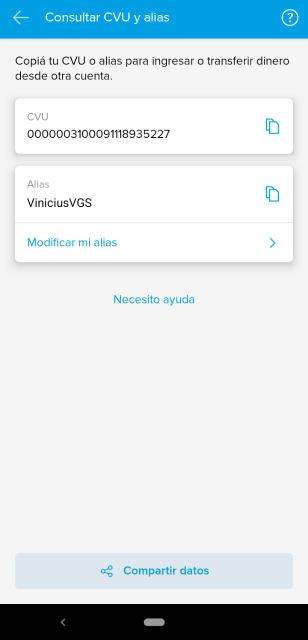 Consultar CVU y alias
Copiá tu CVU o alias para ingresar o transferir dinero
desde otra cuenta.
CVU
0000003100091118935227
Alias
ViniciusVGS
Modificar mi alias
Necesito ayuda
Compartir datos